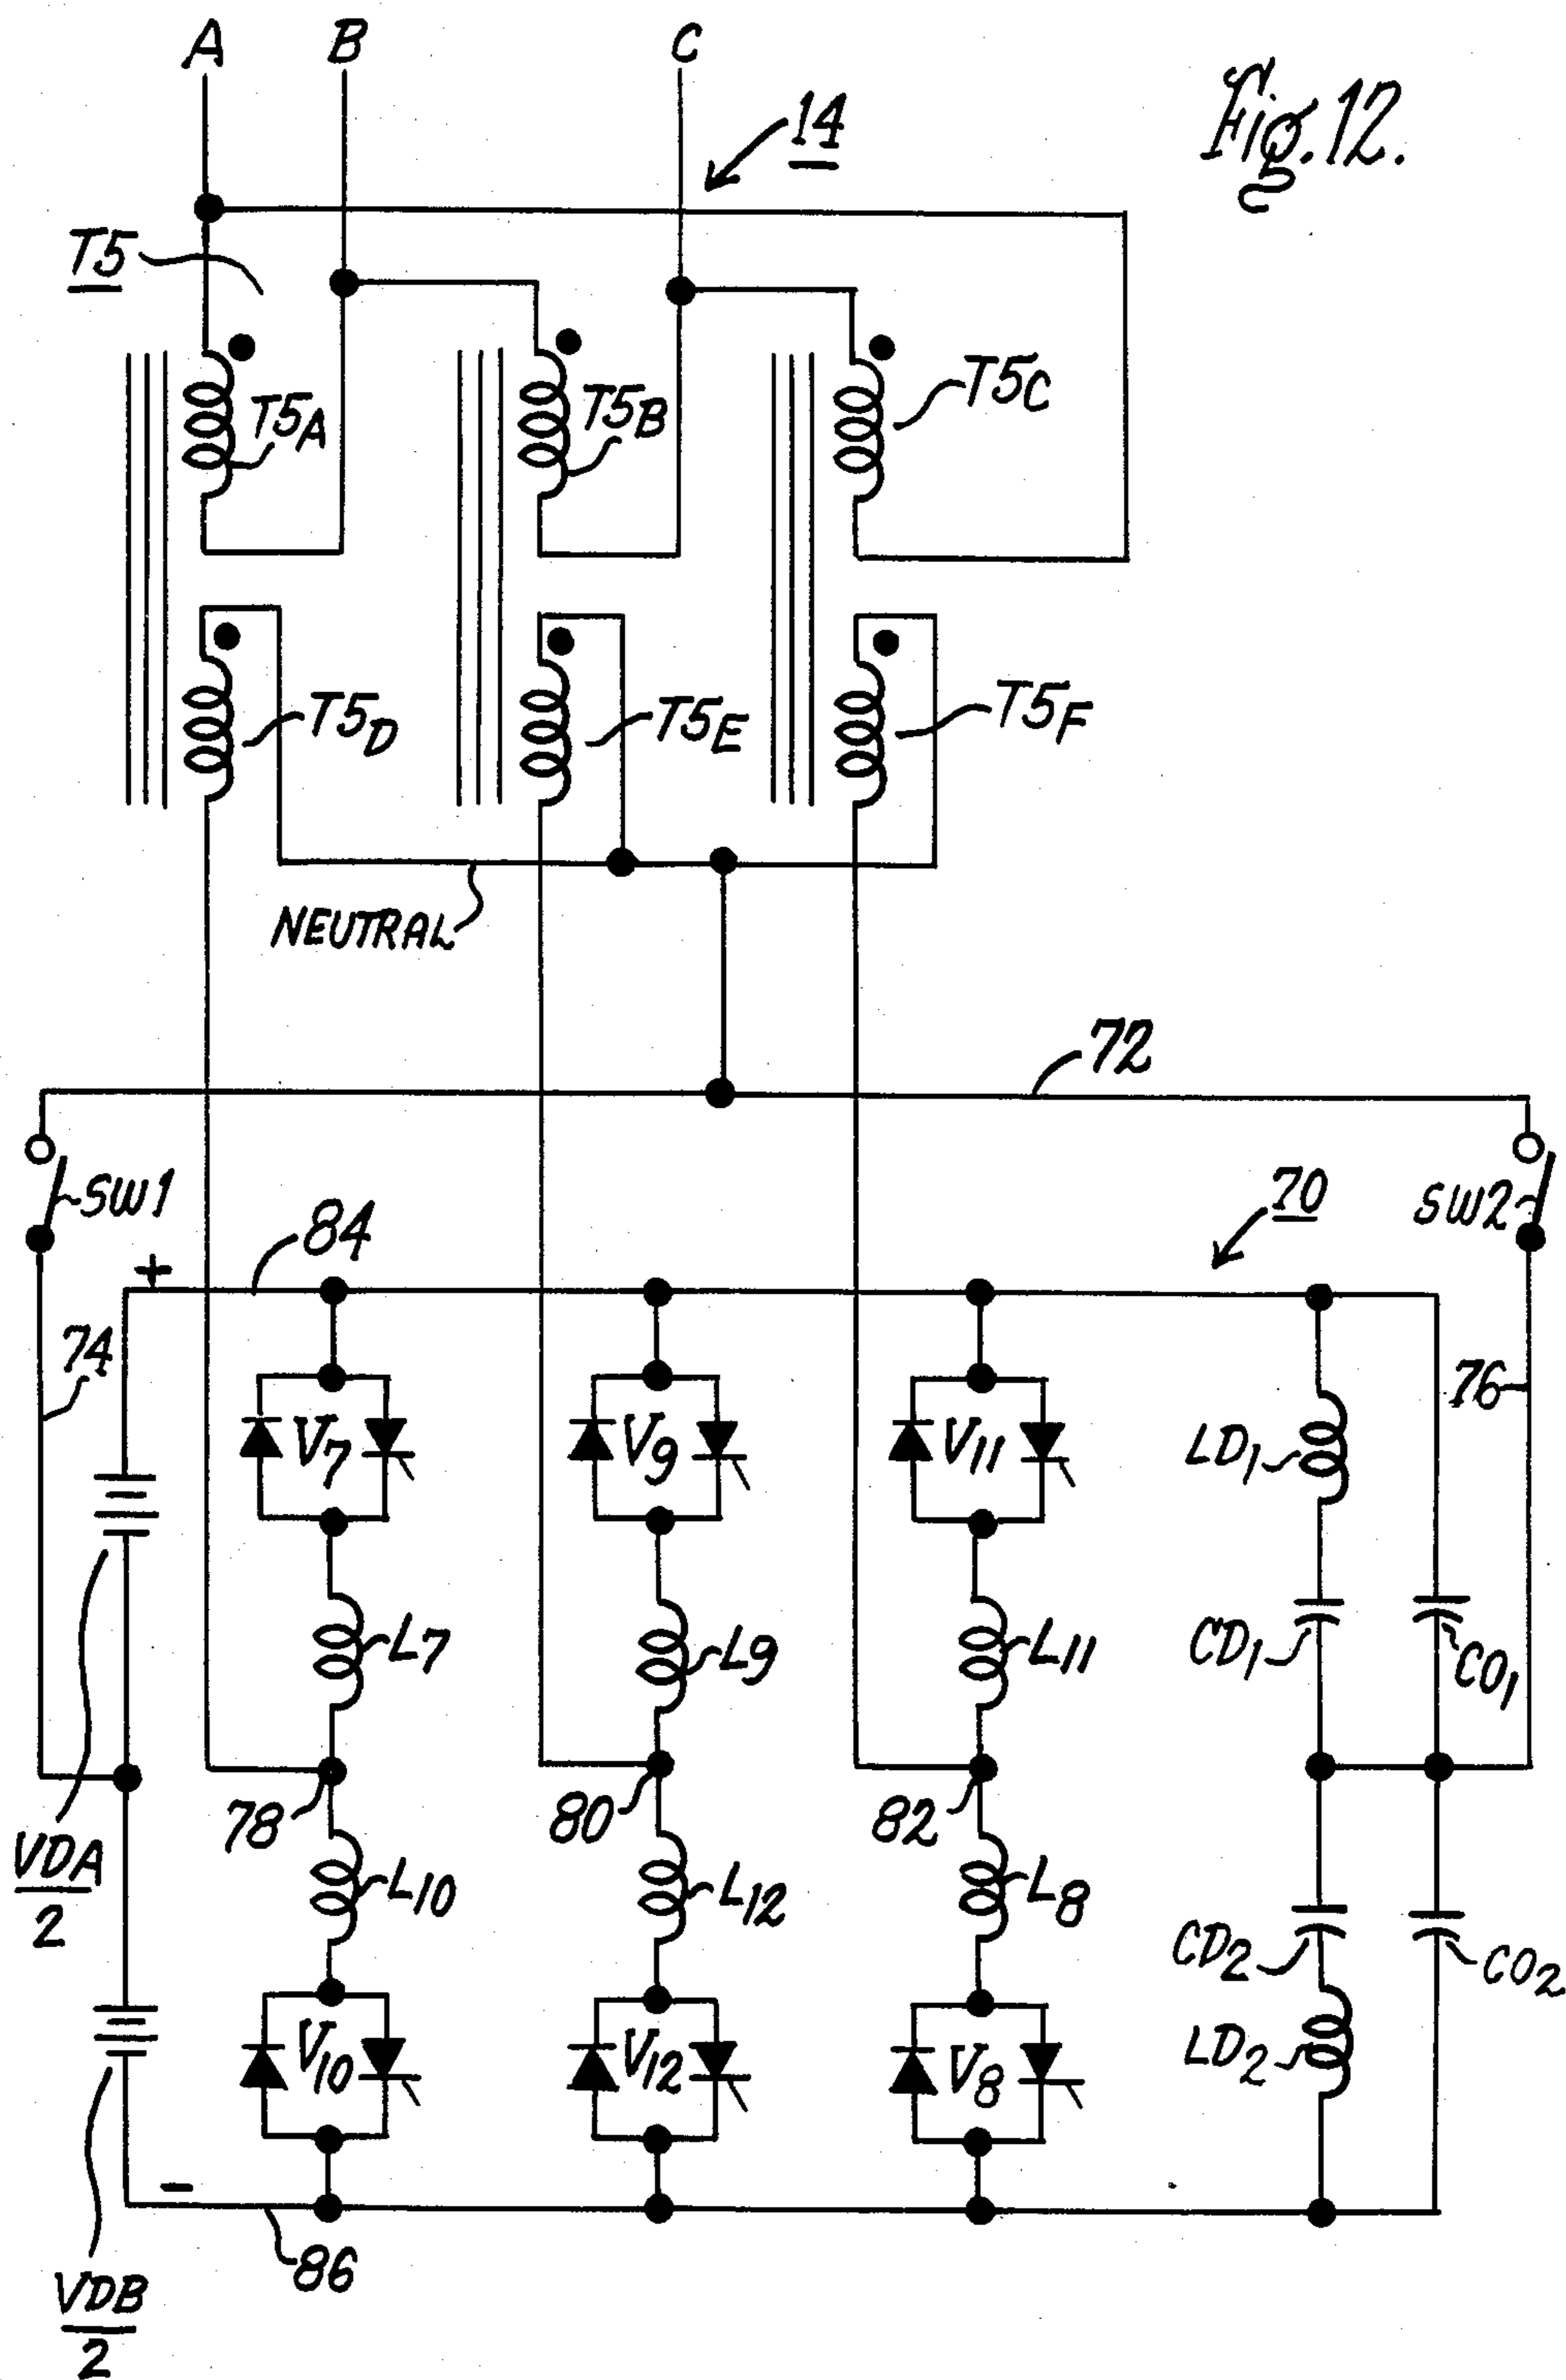 A B C
Fig. 12.
14
T5
T5A T5B T5C
T5D T5E T5F
NEUTRAL
72
SW1 84 70 SW2
+
74 76
V7 V9 V11 LD1
L7 L9 L11 CD1 CO1
78 80 82
VDA
2
L10 L12 L8
CD2 CO2
V10 V12 V8 LD2
-
86
VDB
2